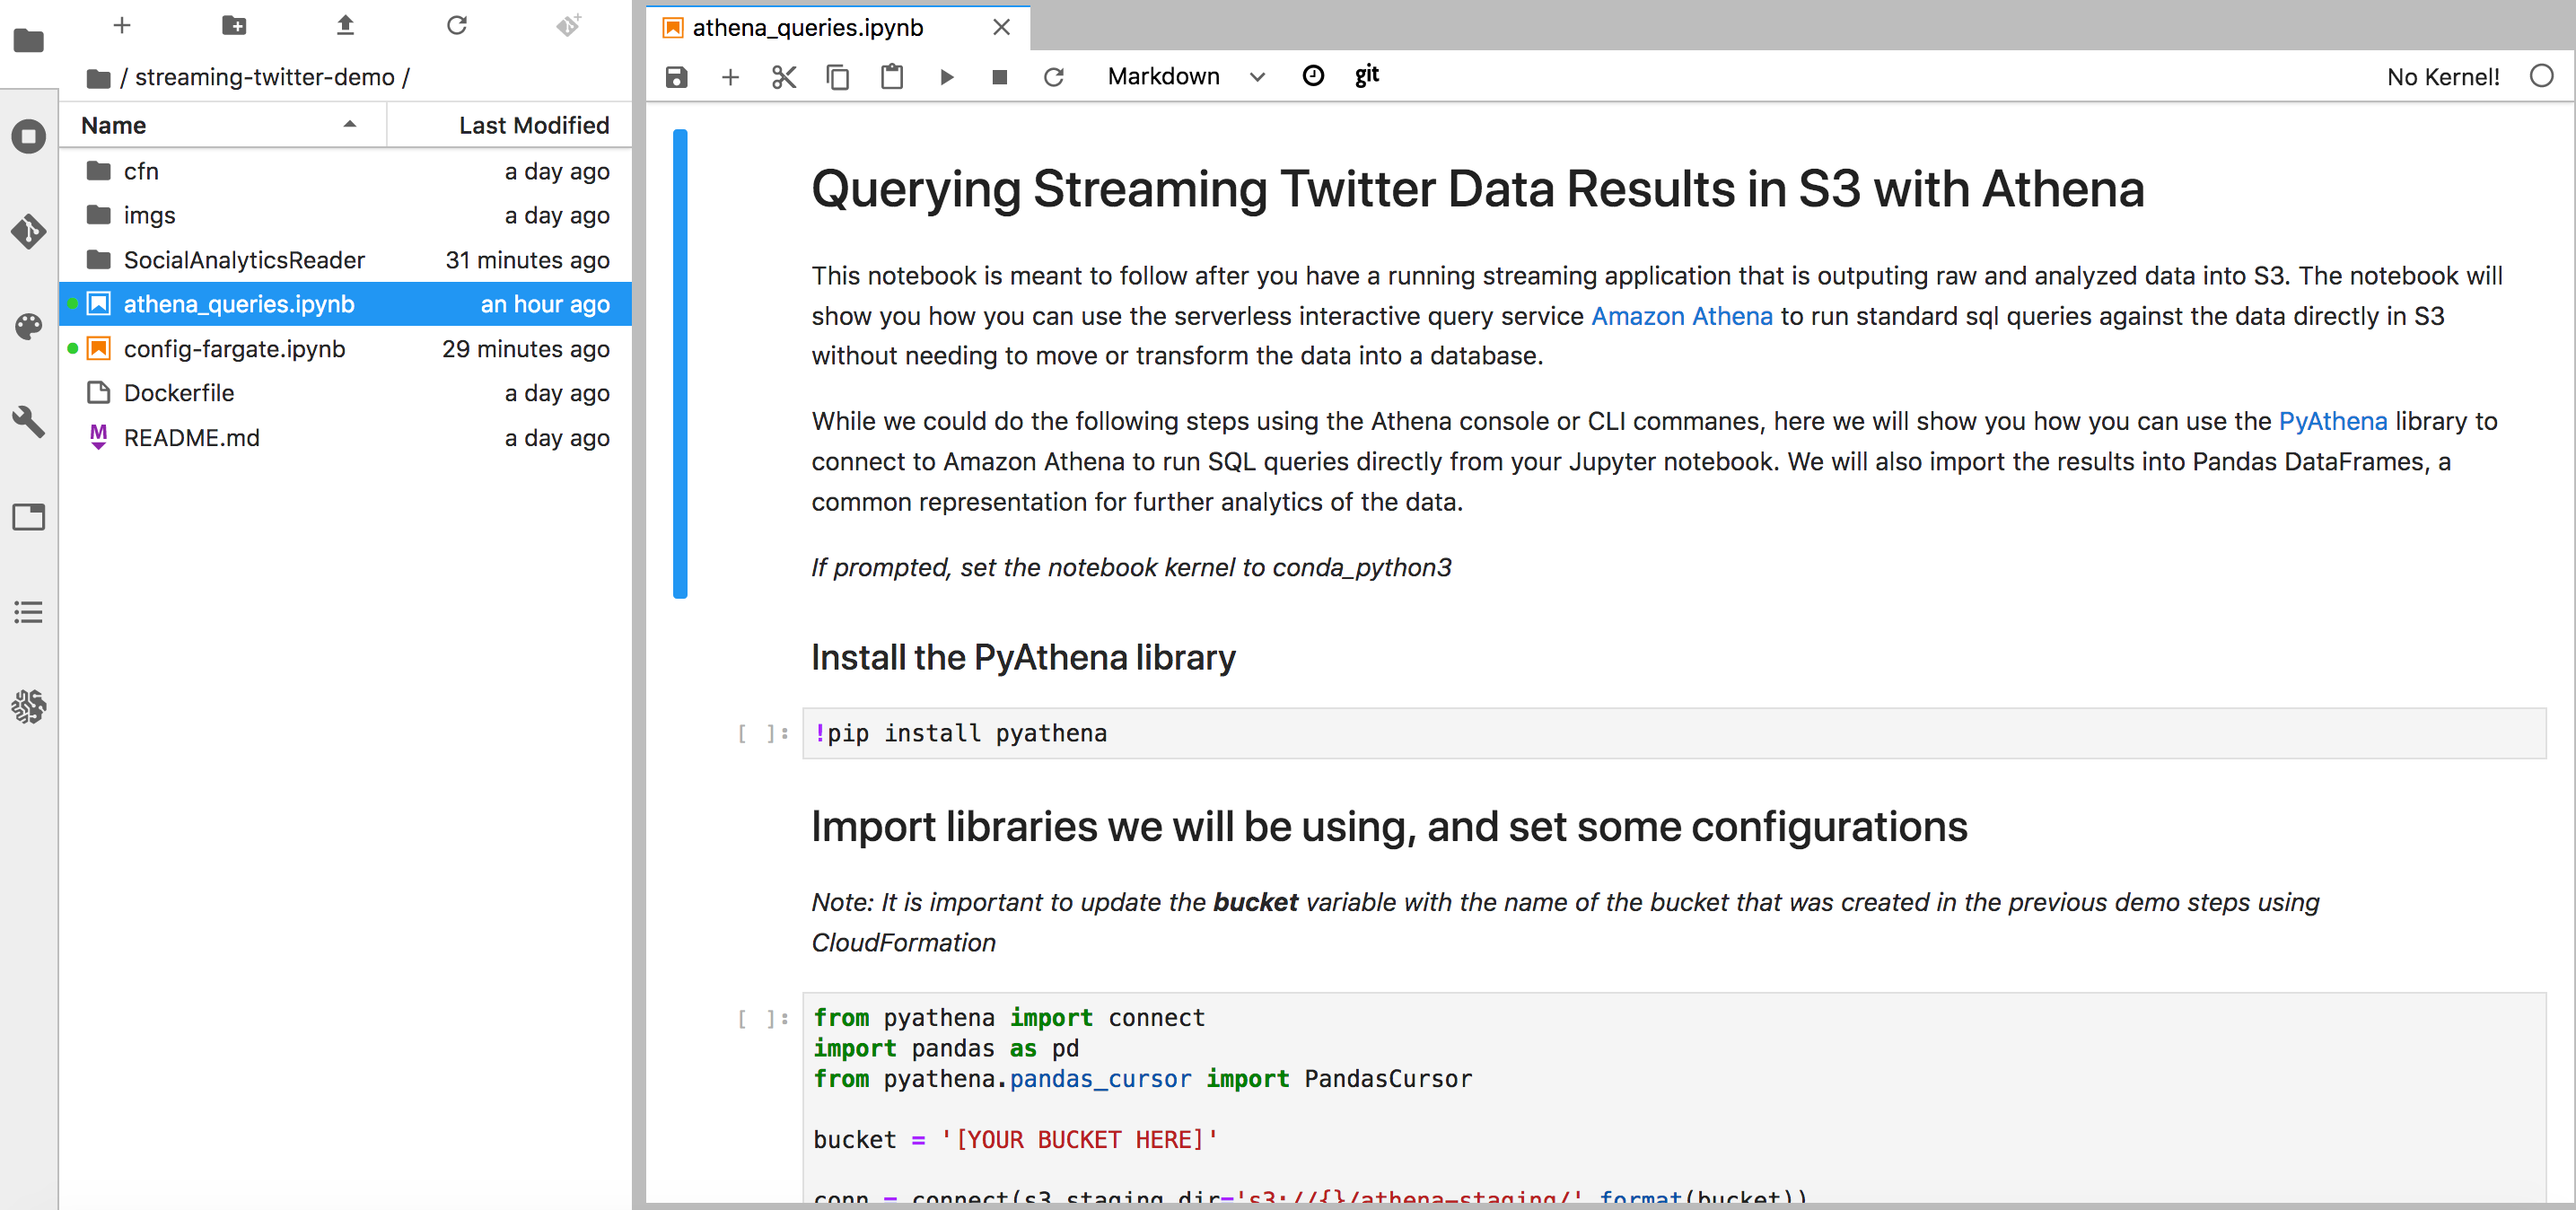 / streaming-twitter-demo /
Name Last Modified
cfn a day ago
imgs a day ago
SocialAnalyticsReader 31 minutes ago
athena_queries.ipynb an hour ago
config-fargate.ipynb 29 minutes ago
Dockerfile a day ago
M README.md a day ago
athena_queries.ipynb
Markdown git No Kernel!
Querying Streaming Twitter Data Results in S3 with Athena
This notebook is meant to follow after you have a running streaming application that is outputing raw and analyzed data into S3. The notebook will
show you how you can use the serverless interactive query service Amazon Athena to run standard sql queries against the data directly in S3
without needing to move or transform the data into a database.
While we could do the following steps using the Athena console or CLI commanes, here we will show you how you can use the PyAthena library to
connect to Amazon Athena to run SQL queries directly from your Jupyter notebook. We will also import the results into Pandas DataFrames, a
common representation for further analytics of the data.
If prompted, set the notebook kernel to conda_python3
Install the PyAthena library
[ ]: !pip install pyathena
Import libraries we will be using, and set some configurations
Note: It is important to update the bucket variable with the name of the bucket that was created in the previous demo steps using
CloudFormation
[ ]: from pyathena import connect
import pandas as pd
from pyathena.pandas_cursor import PandasCursor
bucket = '[YOUR BUCKET HERE]'
conn = connect(s3_staging_dir='s3://{}/athena-staging/'.format(bucket))